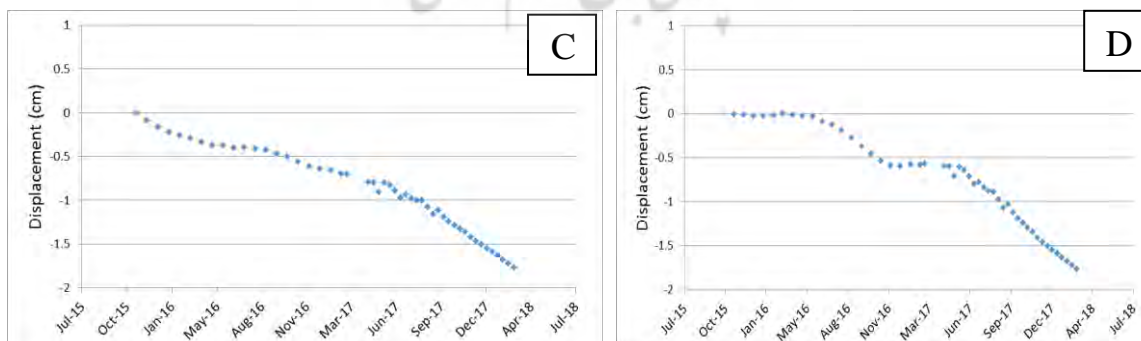 C
1
0.5
0
-0.5
-1
-1.5
-2
Displacement (cm)
Jul-15
Oct-15
Jan-16
May-16
Aug-16
Nov-16
Mar-17
Jun-17
Sep-17
Dec-17
Apr-18
Jul-18
D
1
0.5
0
-0.5
-1
-1.5
-2
Displacement (cm)
Jul-15
Oct-15
Jan-16
May-16
Aug-16
Nov-16
Mar-17
Jun-17
Sep-17
Dec-17
Apr-18
Jul-18